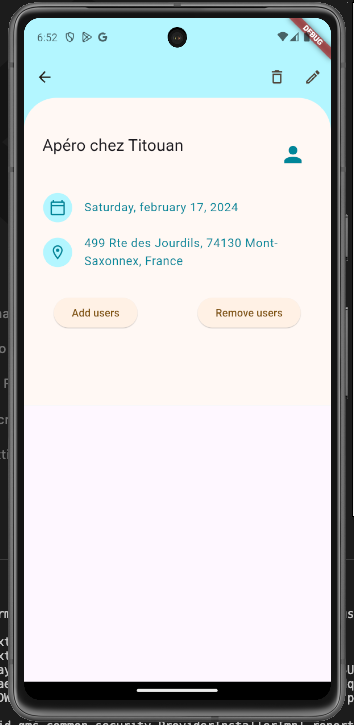 6:52
DEBUG
Apéro chez Titouan
Saturday, february 17, 2024
499 Rte des Jourdils, 74130 Mont-
Saxonnex, France
Add users
Remove users